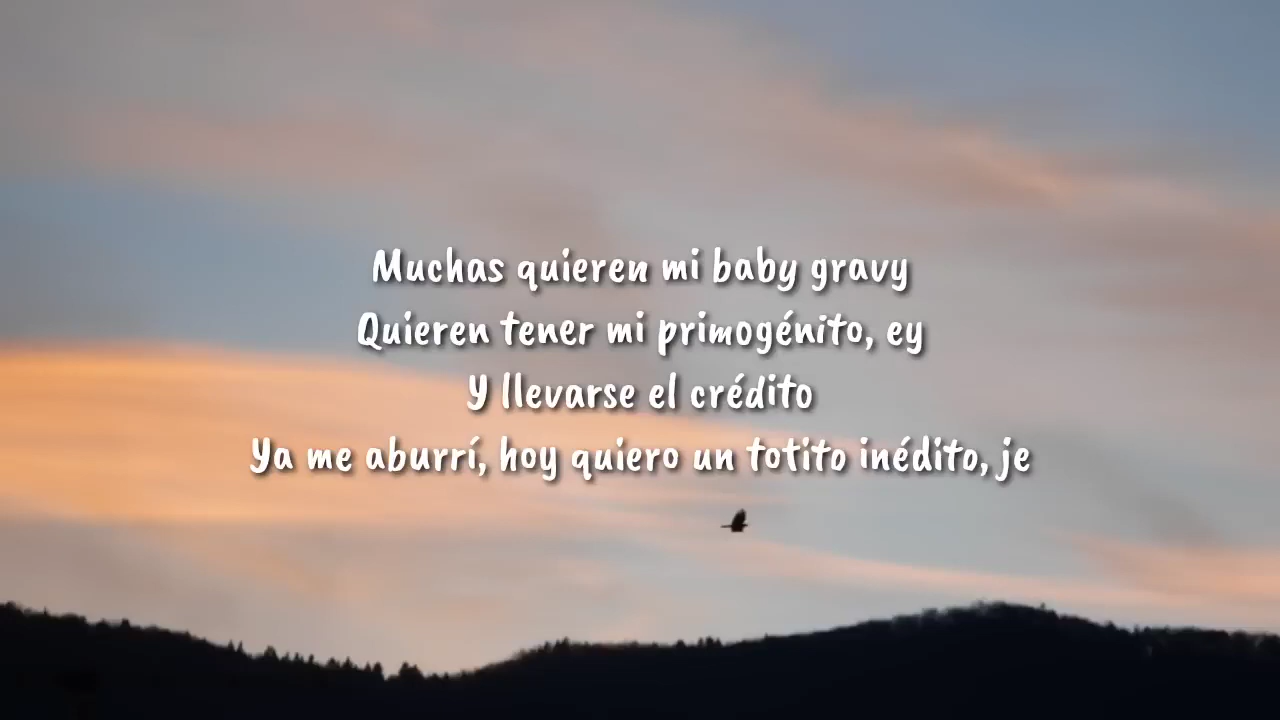 Muchas quieren mi baby gravy
Quieren tener mi primogénito, ey
Y llevarse el crédito
Ya me aburrí, hoy quiero un totito inédito, je